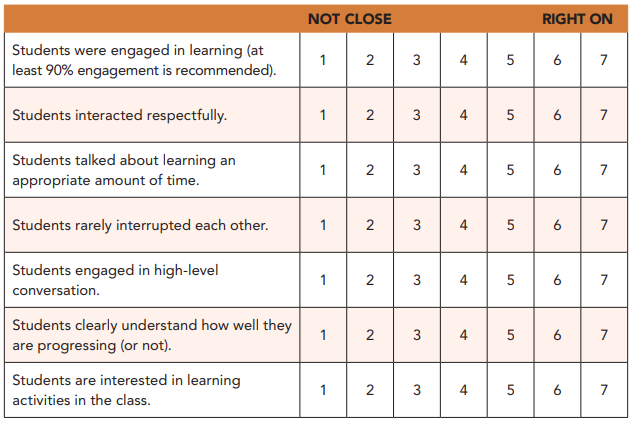 NOT CLOSE RIGHT ON
Students were engaged in learning (at
least 90% engagement is recommended).
1 2 3 4 5 6 7
Students interacted respectfully.
1 2 3 4 5 6 7
Students talked about learning an
appropriate amount of time.
1 2 3 4 5 6 7
Students rarely interrupted each other.
1 2 3 4 5 6 7
Students engaged in high-level
conversation.
1 2 3 4 5 6 7
Students clearly understand how well they
are progressing (or not).
1 2 3 4 5 6 7
Students are interested in learning
activities in the class.
1 2 3 4 5 6 7